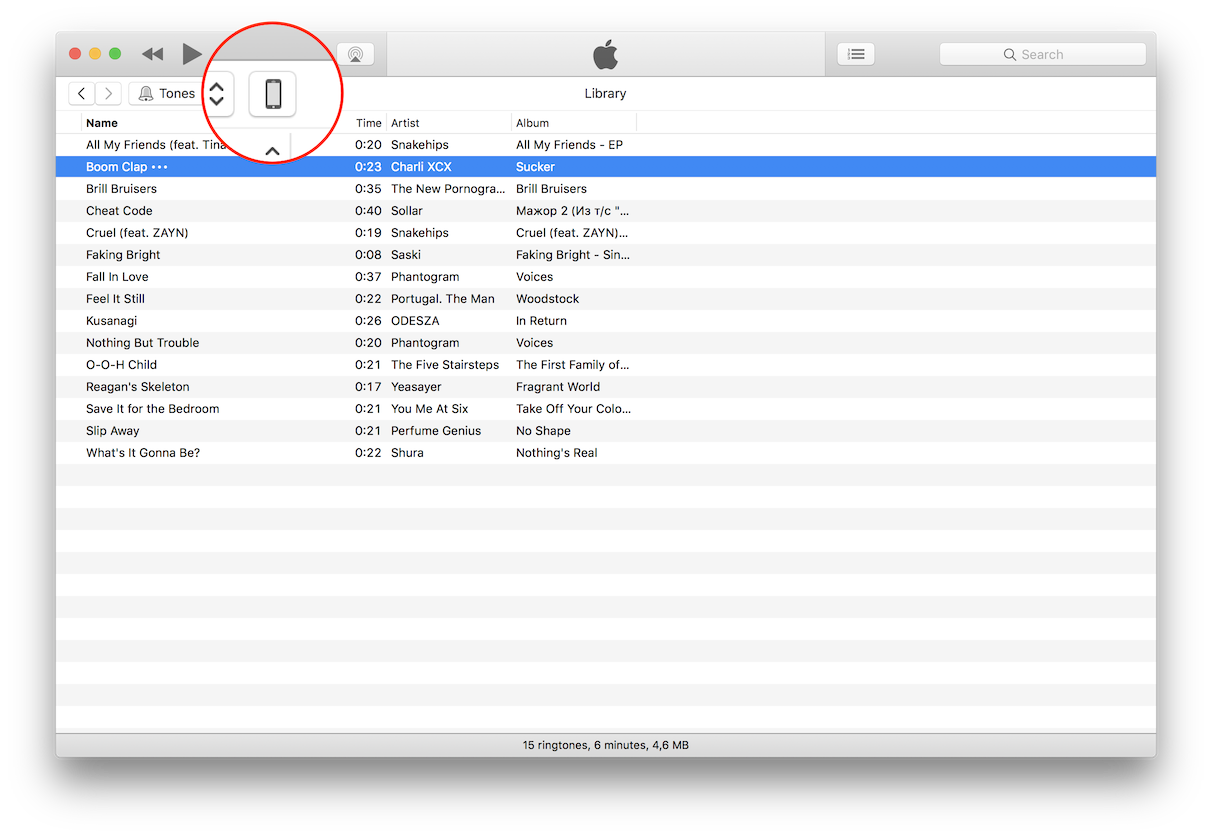 Search
Tones
Library
Name Time Artist Album
All My Friends (feat. Tina 0:20 Snakehips All My Friends - EP
Boom Clap ••• 0:23 Charli XCX Sucker
Brill Bruisers 0:35 The New Pornogra... Brill Bruisers
Cheat Code 0:40 Sollar Мажор 2 (Из т/с "...
Cruel (feat. ZAYN) 0:19 Snakehips Cruel (feat. ZAYN)...
Faking Bright 0:08 Saski Faking Bright - Sin...
Fall In Love 0:37 Phantogram Voices
Feel It Still 0:22 Portugal. The Man Woodstock
Kusanagi 0:26 ODESZA In Return
Nothing But Trouble 0:20 Phantogram Voices
O-O-H Child 0:21 The Five Stairsteps The First Family of...
Reagan's Skeleton 0:17 Yeasayer Fragrant World
Save It for the Bedroom 0:21 You Me At Six Take Off Your Colo...
Slip Away 0:21 Perfume Genius No Shape
What's It Gonna Be? 0:22 Shura Nothing's Real
15 ringtones, 6 minutes, 4,6 MB